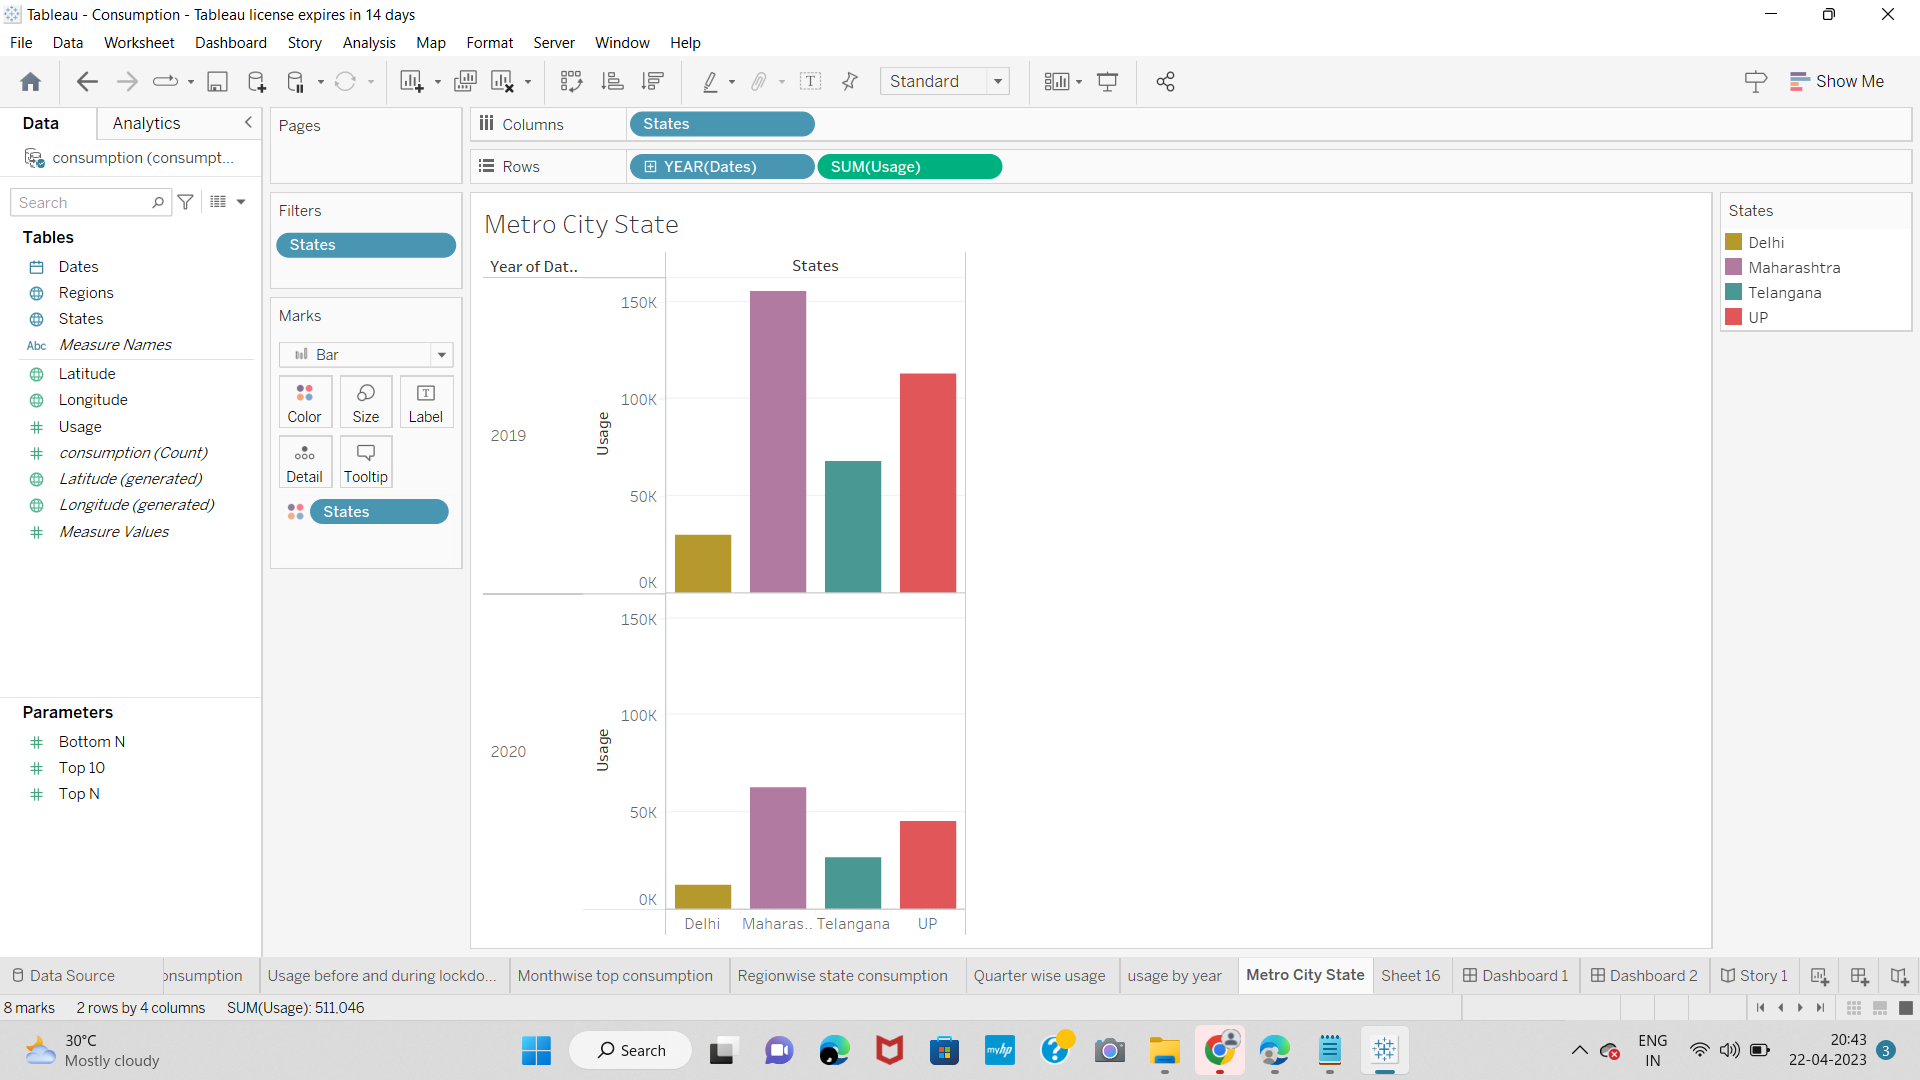 Tableau - Consumption - Tableau license expires in 14 days
File Data Worksheet Dashboard Story Analysis Map Format Server Window Help
Standard
Show Me
Data Analytics
consumption (consumpt...
Search
Tables
Dates
Regions
States
Abc Measure Names
Latitude
Longitude
Usage
consumption (Count)
Latitude (generated)
Longitude (generated)
Measure Values
Parameters
Bottom N
Top 10
Top N
Pages
Filters
States
Marks
Bar
Color Size Label
Detail Tooltip
States
Columns States
Rows YEAR(Dates) SUM(Usage)
Metro City State
Year of Dat.. States
2019
Usage
150K
100K
50K
0K
2020
Usage
150K
100K
50K
0K
Delhi Maharas.. Telangana UP
States
Delhi
Maharashtra
Telangana
UP
Data Source onsumption Usage before and during lockdo... Monthwise top consumption Regionwise state consumption Quarter wise usage usage by year Metro City State Sheet 16 Dashboard 1 Dashboard 2 Story 1
8 marks 2 rows by 4 columns SUM(Usage): 511,046
30°C
Mostly cloudy
Search
myhp
ENG
IN
20:43
22-04-2023
3